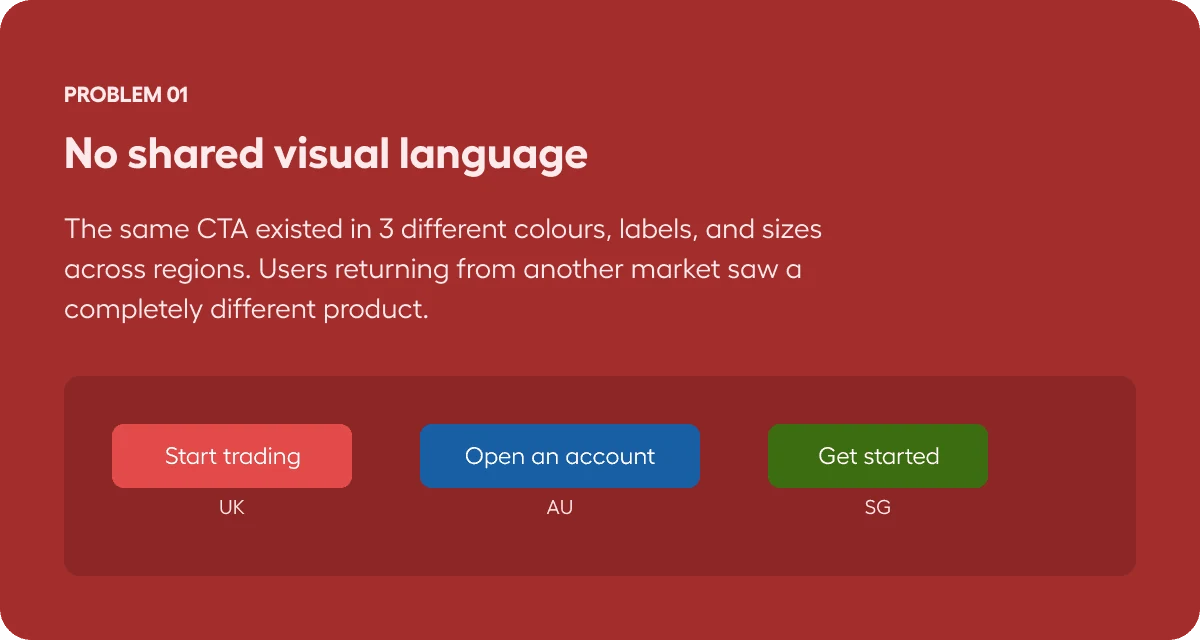 PROBLEM 01
No shared visual language
The same CTA existed in 3 different colours, labels, and sizes
across regions. Users returning from another market saw a
completely different product.
Start trading
Open an account
Get started
UK
AU
SG